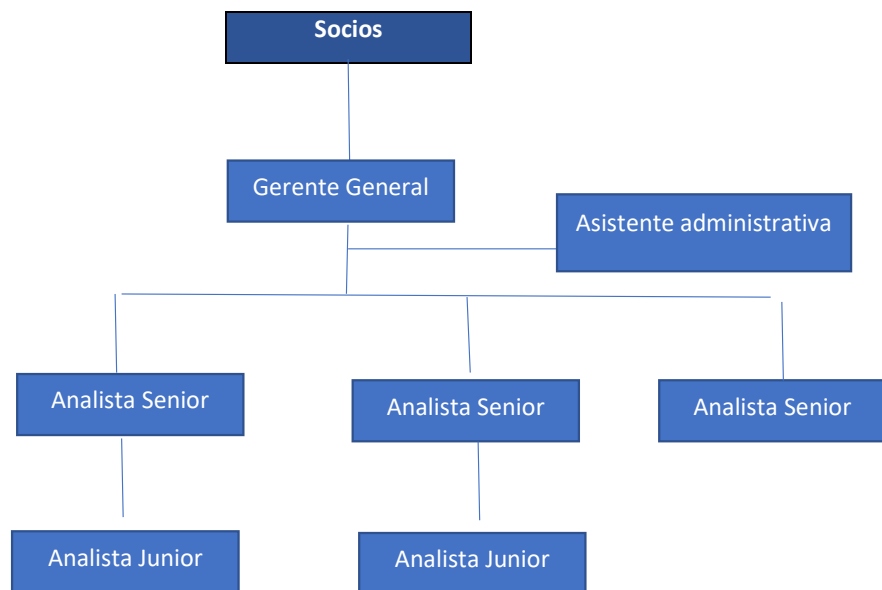 Socios
Gerente General
Asistente administrativa
Analista Senior
Analista Senior
Analista Senior
Analista Junior
Analista Junior